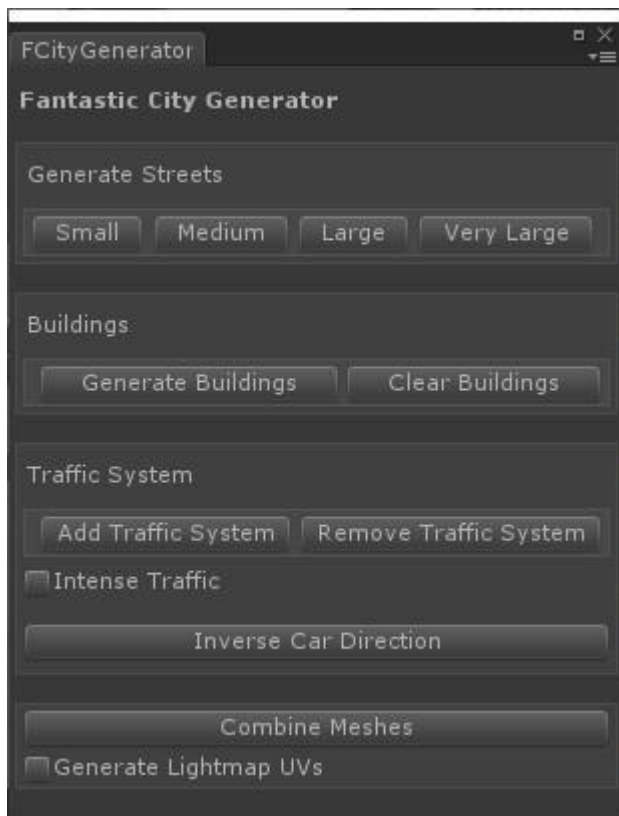 FCityGenerator
Fantastic City Generator
Generate Streets
Small Medium Large Very Large
Buildings
Generate Buildings Clear Buildings
Traffic System
Add Traffic System Remove Traffic System
Intense Traffic
Inverse Car Direction
Combine Meshes
Generate Lightmap UVs